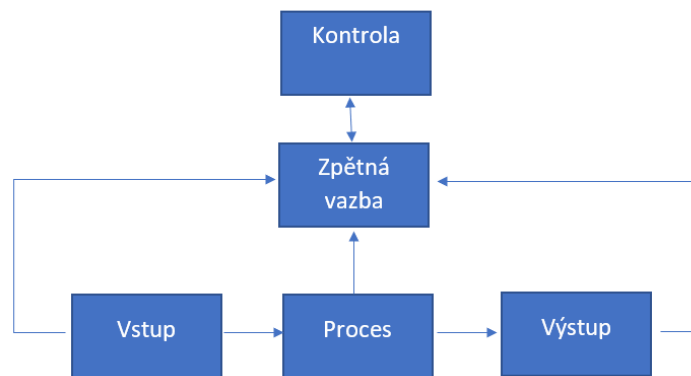 Kontrola
Zpětná
vazba
Vstup
Proces
Výstup